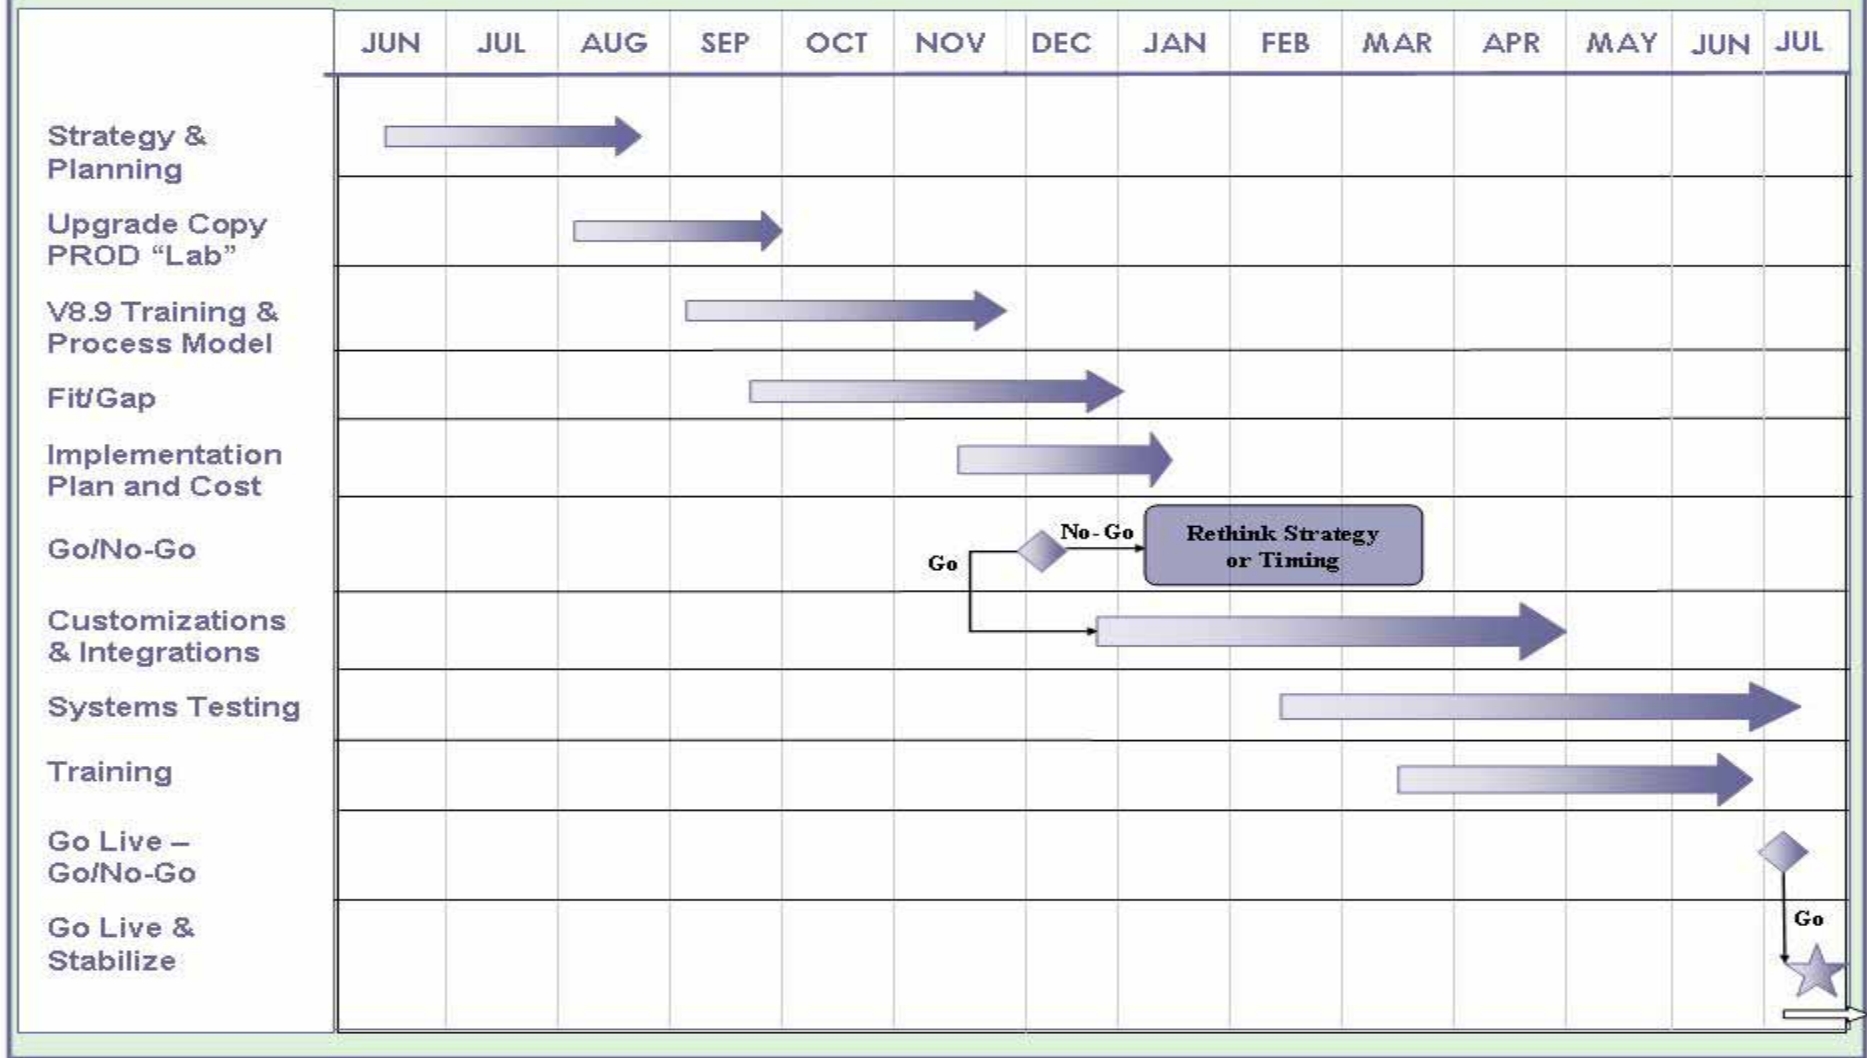 JUN JUL AUG SEP OCT NOV DEC JAN FEB MAR APR MAY JUN JUL
Strategy &
Planning
Upgrade Copy
PROD “Lab”
V8.9 Training &
Process Model
Fit/Gap
Implementation
Plan and Cost
Go/No-Go
Go
No-Go
Rethink Strategy
or Timing
Customizations
& Integrations
Systems Testing
Training
Go Live –
Go/No-Go
Go
Go Live &
Stabilize